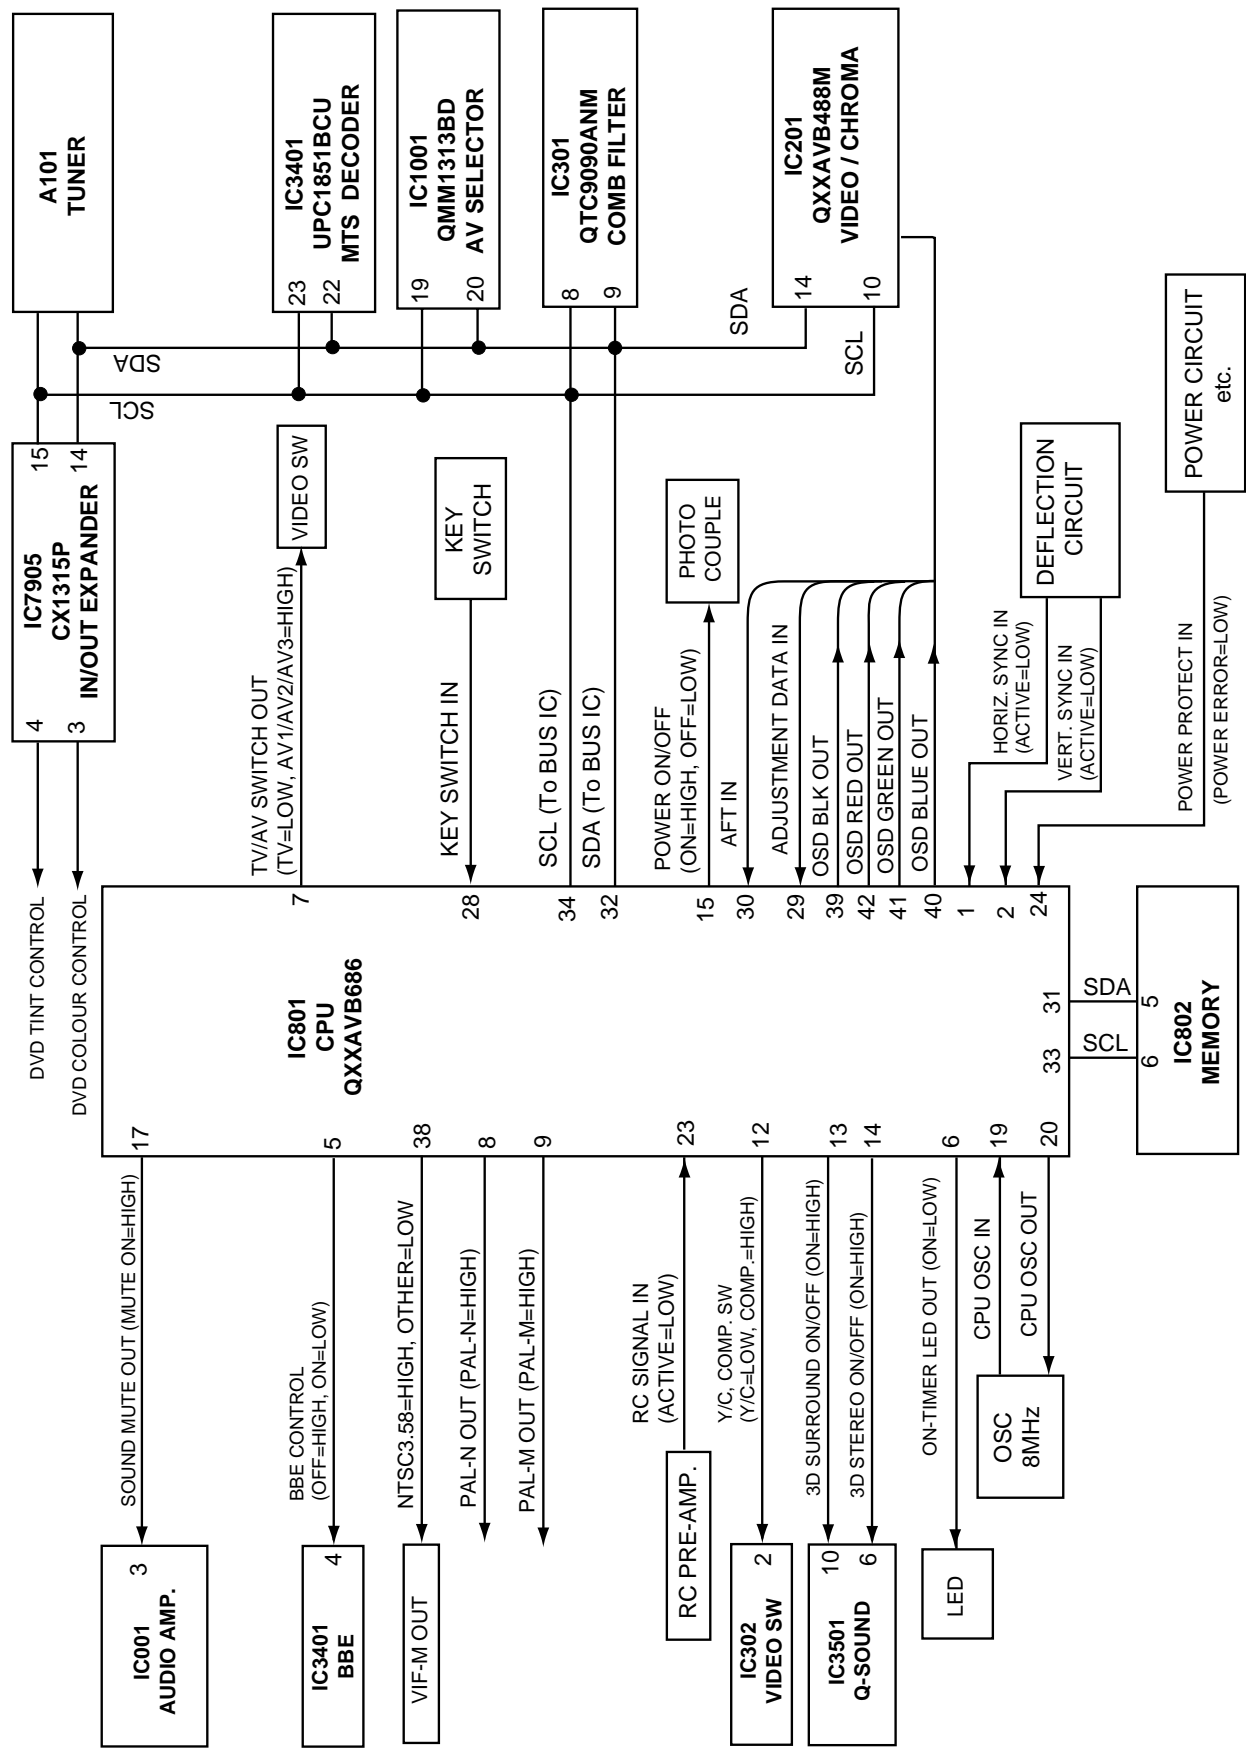 IC001
AUDIO AMP.
3
SOUND MUTE OUT (MUTE ON=HIGH)
17
IC3401
BBE
4
BBE CONTROL
(OFF=HIGH, ON=LOW)
5
VIF-M OUT
NTSC3.58=HIGH, OTHER=LOW
38
PAL-N OUT (PAL-N=HIGH)
8
PAL-M OUT (PAL-M=HIGH)
9
RC PRE-AMP.
RC SIGNAL IN
(ACTIVE=LOW)
23
IC302
VIDEO SW
2
Y/C, COMP. SW
(Y/C=LOW, COMP.=HIGH)
12
IC3501
Q-SOUND
10
6
3D SURROUND ON/OFF (ON=HIGH)
13
3D STEREO ON/OFF (ON=HIGH)
14
LED
ON-TIMER LED OUT (ON=LOW)
6
OSC
8MHz
CPU OSC IN
19
CPU OSC OUT
20
IC801
CPU
QXXAVB686
33
SCL
6
31
SDA
5
IC802
MEMORY
DVD TINT CONTROL
4
DVD COLOUR CONTROL
3
IC7905
CX1315P
IN/OUT EXPANDER
15
14
SCL
SDA
A101
TUNER
7
TV/AV SWITCH OUT
(TV=LOW, AV1/AV2/AV3=HIGH)
VIDEO SW
23
22
IC3401
UPC1851BCU
MTS DECODER
28
KEY SWITCH IN
KEY
SWITCH
19
20
IC1001
QMM1313BD
AV SELECTOR
34
SCL (To BUS IC)
32
SDA (To BUS IC)
8
9
IC301
QTC9090ANM
COMB FILTER
15
POWER ON/OFF
(ON=HIGH, OFF=LOW)
PHOTO
COUPLE
SDA
SCL
14
10
IC201
QXXAVB488M
VIDEO / CHROMA
30
AFT IN
29
ADJUSTMENT DATA IN
39
OSD BLK OUT
42
OSD RED OUT
41
OSD GREEN OUT
40
OSD BLUE OUT
1
HORIZ. SYNC IN
(ACTIVE=LOW)
2
VERT. SYNC IN
(ACTIVE=LOW)
DEFLECTION
CIRCUIT
24
POWER PROTECT IN
(POWER ERROR=LOW)
POWER CIRCUIT
etc.